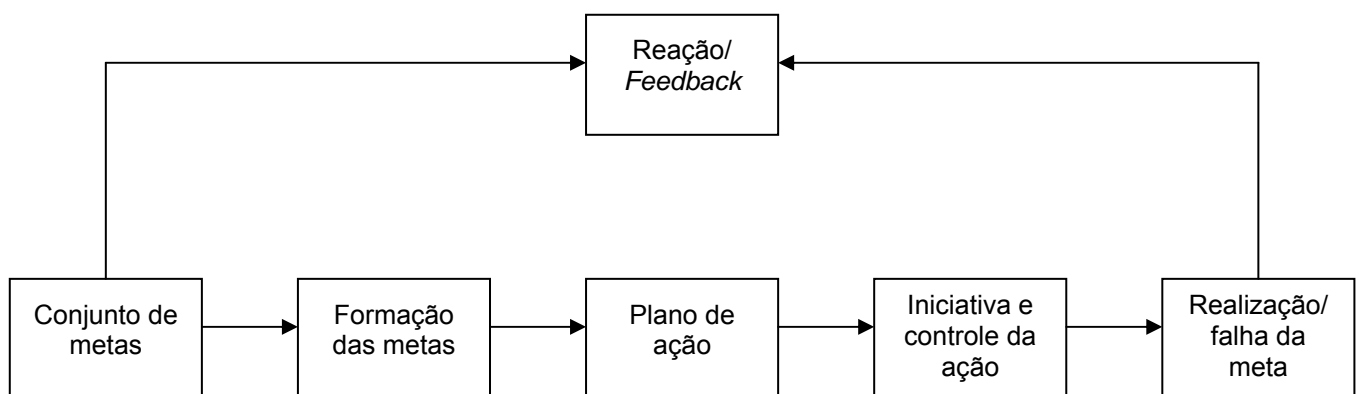 Reação/
Feedback
Conjunto de
metas
Formação
das metas
Plano de
ação
Iniciativa e
controle da
ação
Realização/
falha da
meta